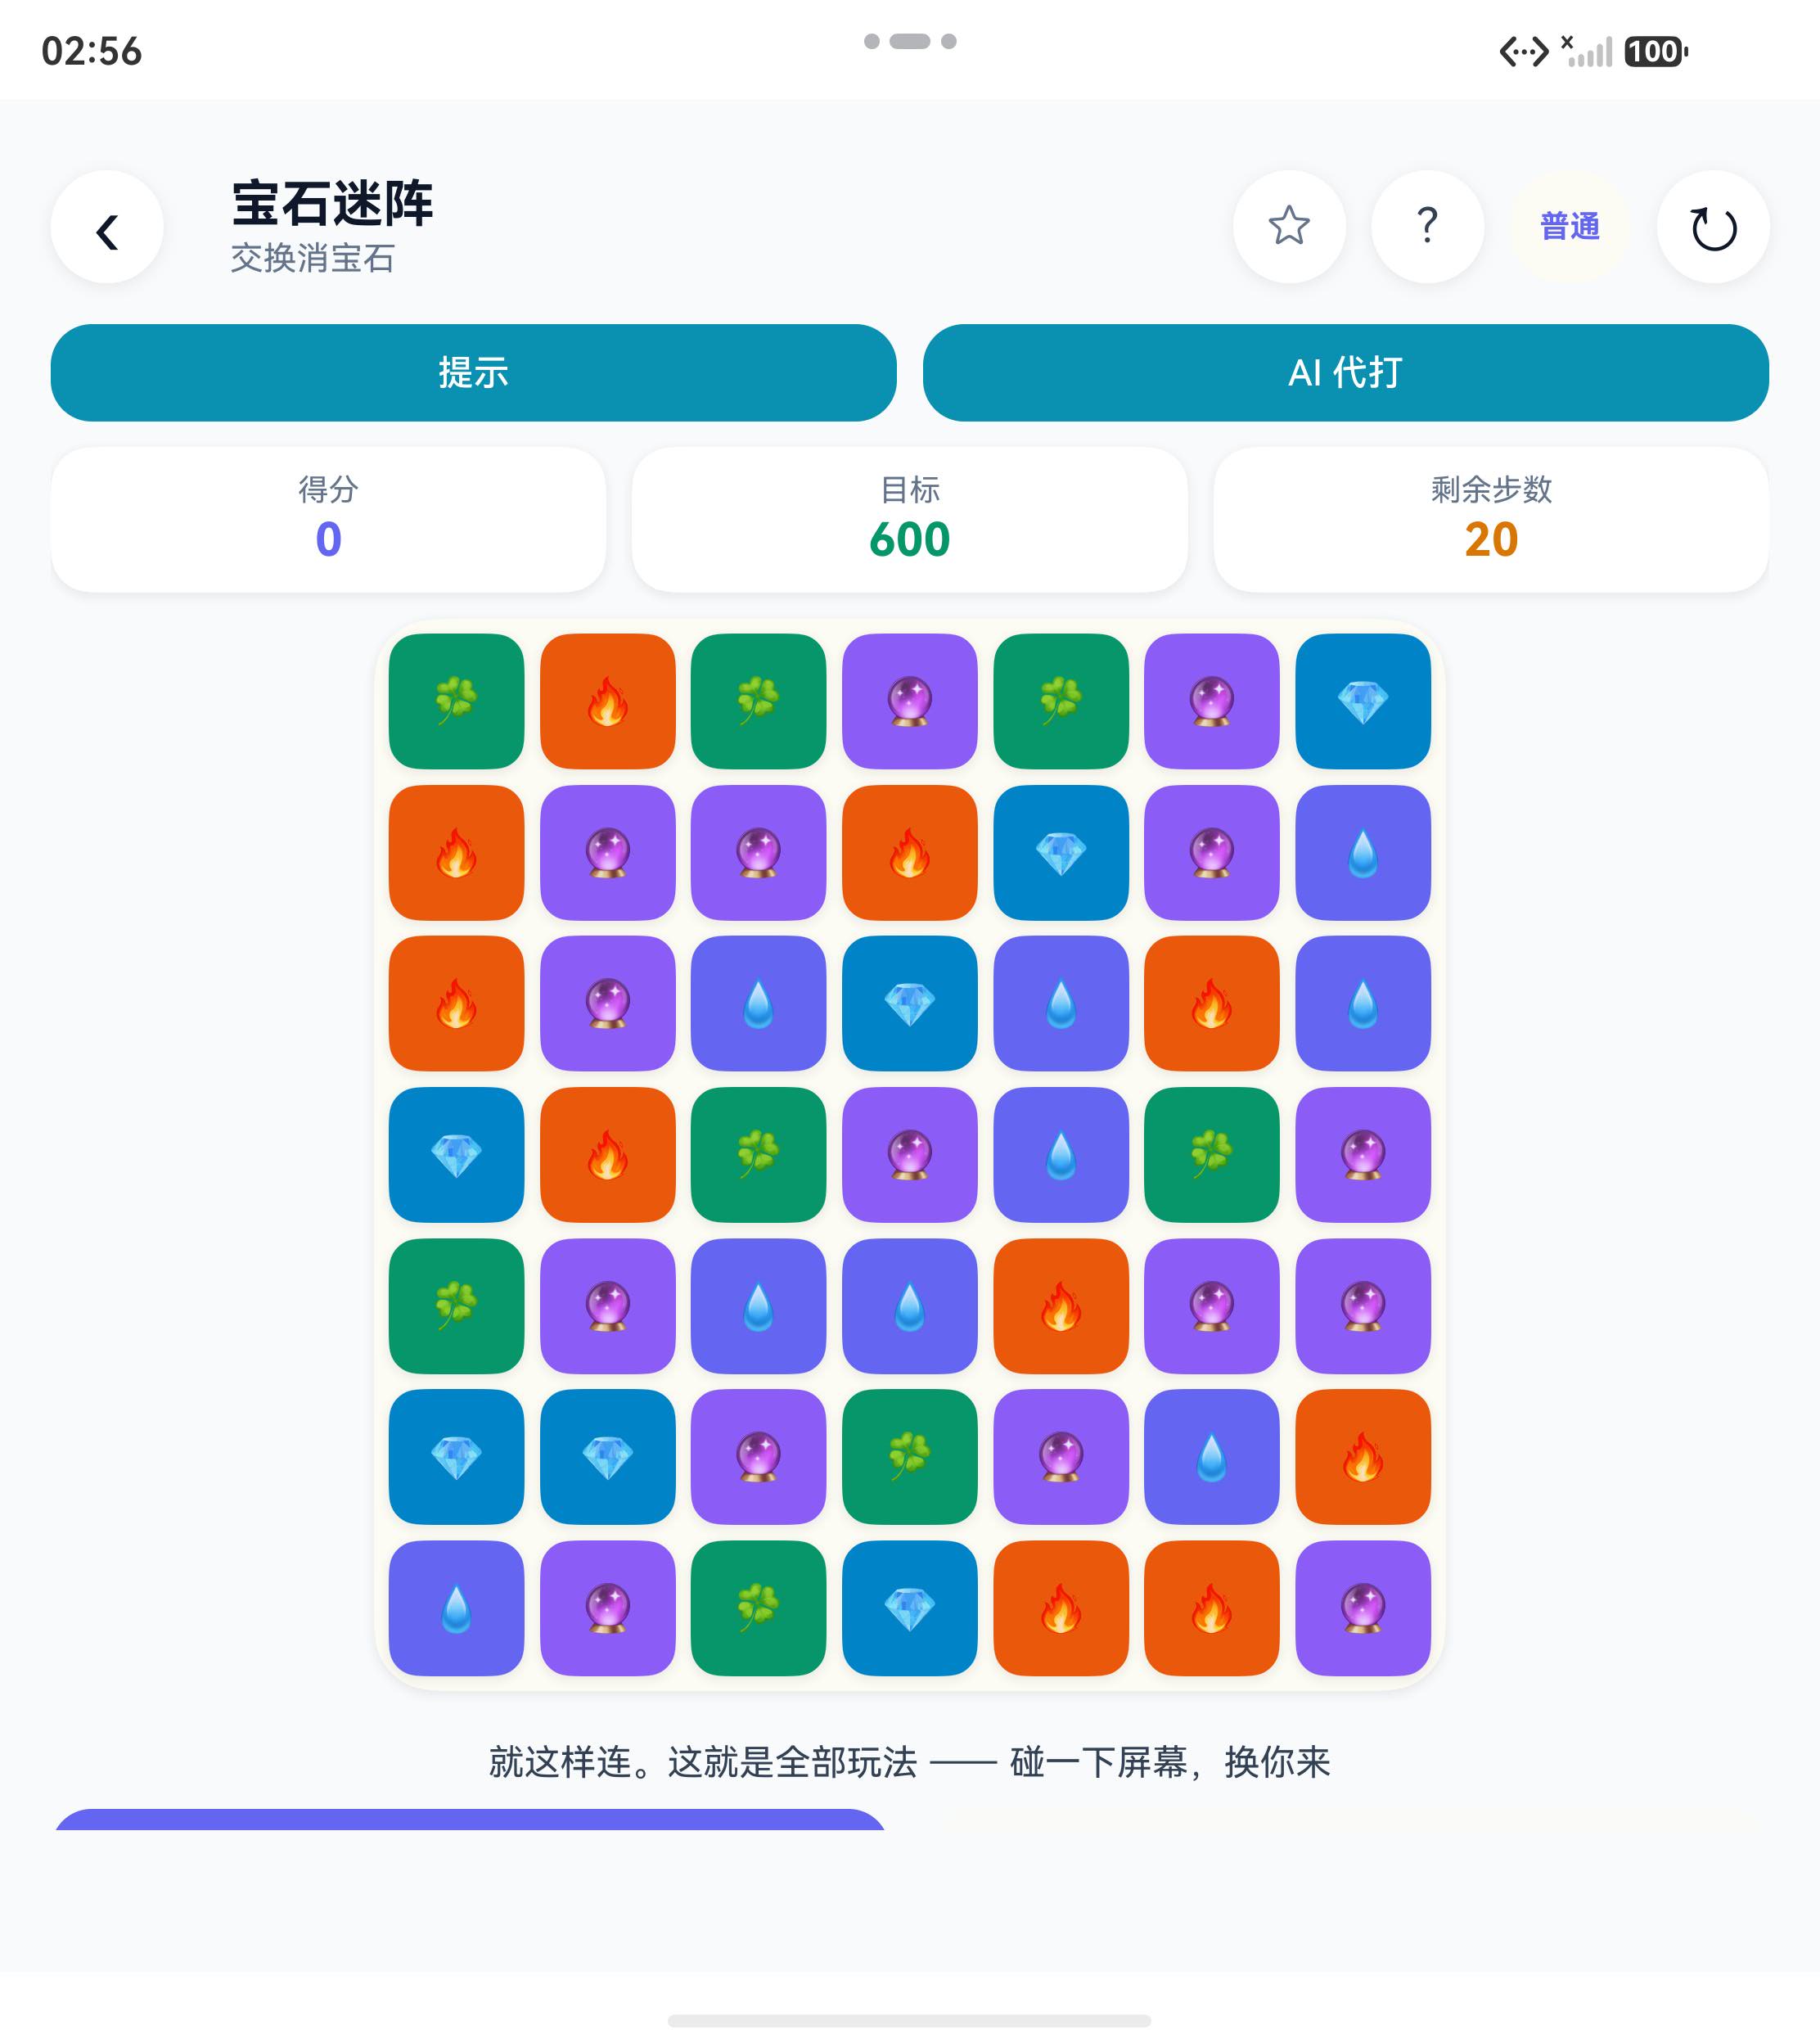 02:56
100
宝石迷阵
交换消宝石
?
普通
提示
AI 代打
得分
0
目标
600
剩余步数
20
就这样连。这就是全部玩法 —— 碰一下屏幕，换你来